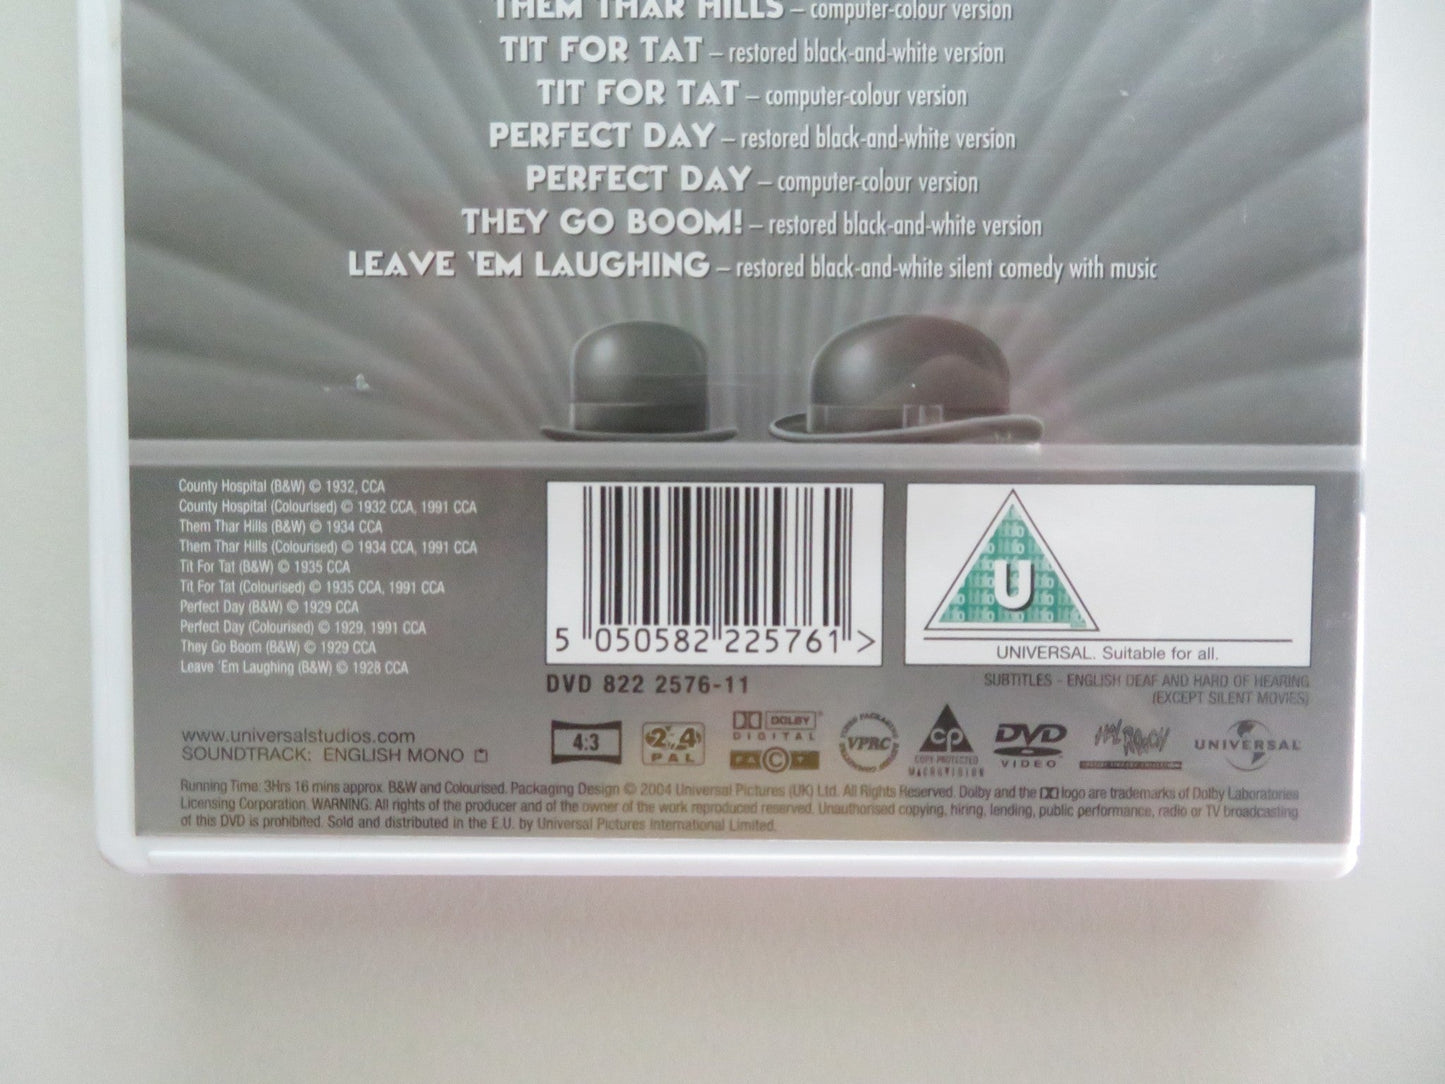 THEM THAR HILLS – computer-colour version
TIT FOR TAT – restored black-and-white version
TIT FOR TAT – computer-colour version
PERFECT DAY – restored black-and-white version
PERFECT DAY – computer-colour version
THEY GO BOOM! – restored black-and-white version
LEAVE 'EM LAUGHING – restored black-and-white silent comedy with music
County Hospital (B&W) © 1932, CCA
County Hospital (Colourised) © 1932 CCA, 1991 CCA
Them Thar Hills (B&W) © 1934 CCA
Them Thar Hills (Colourised) © 1934 CCA, 1991 CCA
Tit For Tat (B&W) © 1935 CCA
Tit For Tat (Colourised) © 1935 CCA, 1991 CCA
Perfect Day (B&W) © 1929 CCA
Perfect Day (Colourised) © 1929, 1991 CCA
They Go Boom (B&W) © 1929 CCA
Leave 'Em Laughing (B&W) © 1928 CCA
www.universalstudios.com
SOUNDTRACK: ENGLISH MONO
5 050582 225761 >
DVD 822 2576-11
U
UNIVERSAL. Suitable for all.
SUBTITLES - ENGLISH DEAF AND HARD OF HEARING
(EXCEPT SILENT MOVIES)
4:3
2 4
PAL
DOLBY
DIGITAL
FACT
VPRC
CP
COPY PROTECTED
MACROVISION
DVD
VIDEO
HAL ROACH
UNIVERSAL
Running Time: 3Hrs 16 mins approx. B&W and Colourised. Packaging Design © 2004 Universal Pictures (UK) Ltd. All Rights Reserved. Dolby and the logo are trademarks of Dolby Laboratories
Licensing Corporation. WARNING: All rights of the producer and of the owner of the work reproduced reserved. Unauthorised copying, hiring, lending, public performance, radio or TV broadcasting
of this DVD is prohibited. Sold and distributed in the E.U. by Universal Pictures International Limited.